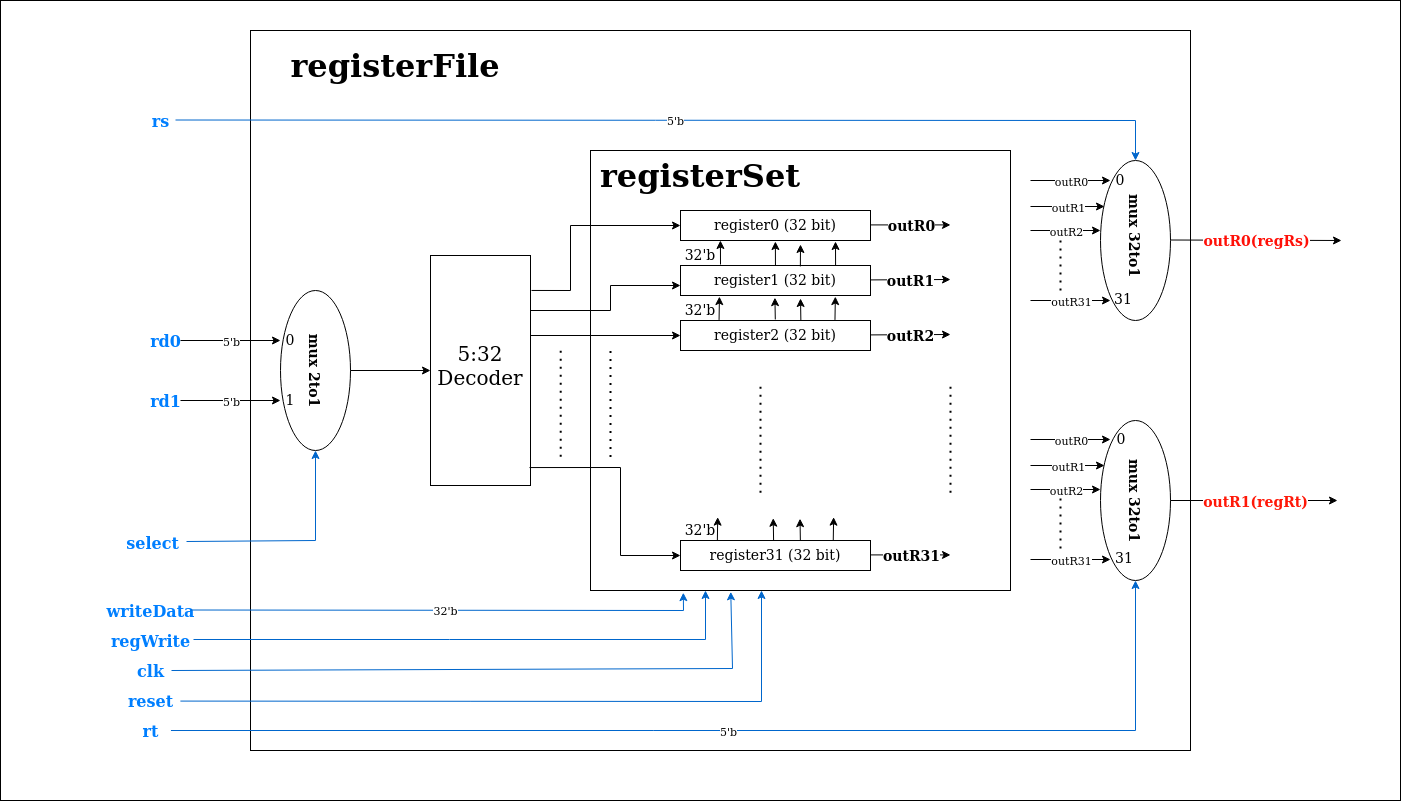 registerFile
rs
5'b
registerSet
register0 (32 bit)
outR0
32'b
register1 (32 bit)
outR1
32'b
register2 (32 bit)
outR2
32'b
register31 (32 bit)
outR31
5:32
Decoder
rd0
5'b
0
rd1
5'b
1
mux 2to1
select
writeData
32'b
regWrite
clk
reset
rt
5'b
outR0
0
outR1
outR2
outR31
31
mux 32to1
outR0(regRs)
outR0
0
outR1
outR2
outR31
31
mux 32to1
outR1(regRt)